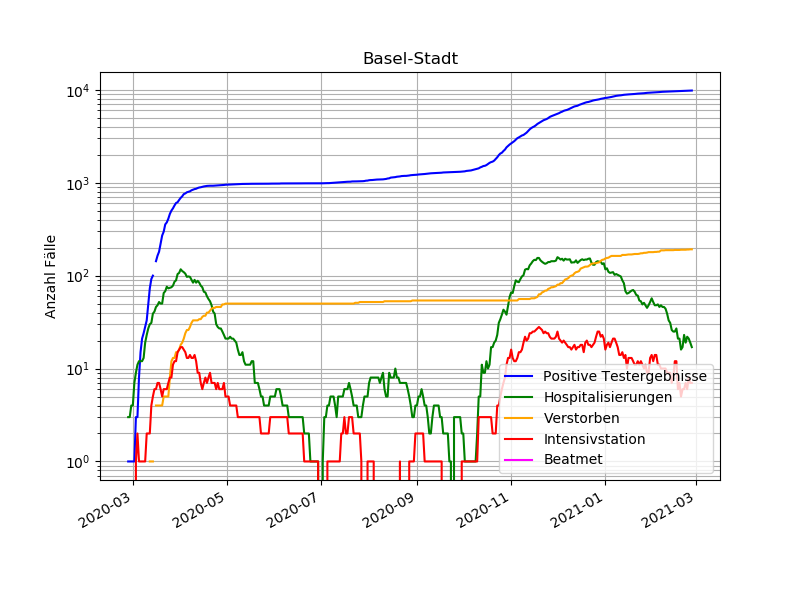 Basel-Stadt
Anzahl Fälle
10⁴
10³
10²
10¹
10⁰
2020-03
2020-05
2020-07
2020-09
2020-11
2021-01
2021-03
Positive Testergebnisse
Hospitalisierungen
Verstorben
Intensivstation
Beatmet